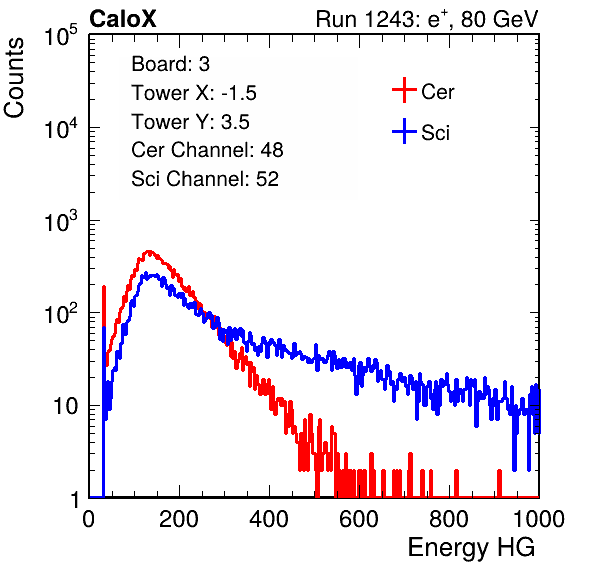 CaloX Run 1243: e⁺, 80 GeV
Counts
Board: 3
Tower X: -1.5
Tower Y: 3.5
Cer Channel: 48
Sci Channel: 52
Cer
Sci
10⁵
10⁴
10³
10²
10
1
0 200 400 600 800 1000
Energy HG